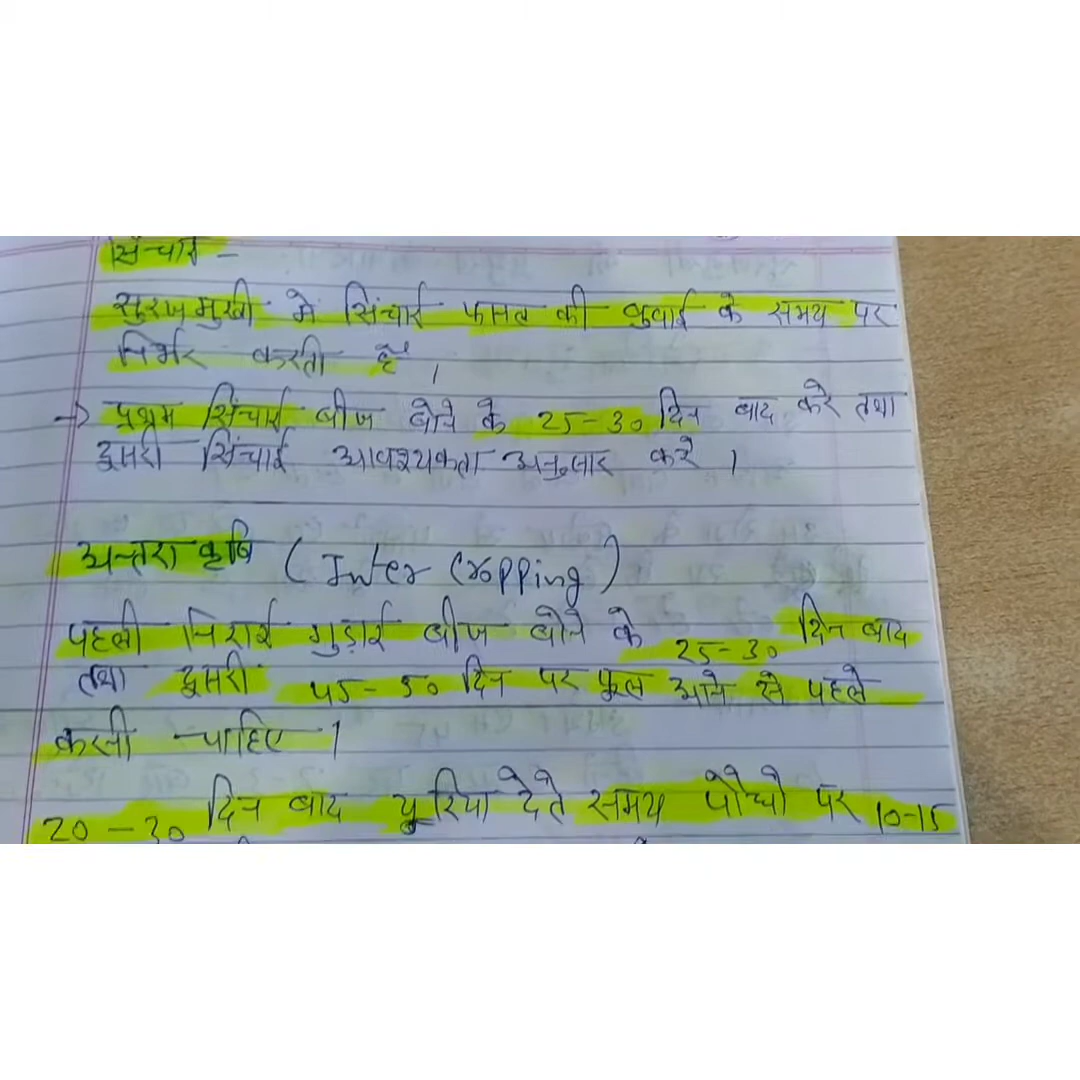 सिंचाई -
सुरजमुखी मे सिंचाई फसल की बुवाई के समय पर
निर्भर करती है ।
→ प्रथम सिंचाई बीज बोने के 25-30 दिन बाद करे तथा
दूसरी सिंचाई आवश्यकता अनुसार करे ।
अन्तरा कृषि ( Inter Cropping )
पहली निराई गुड़ाई बीज बोने के 25-30 दिन बाद
तथा दूसरी 45-50 दिन पर फूल आने से पहले
करनी चाहिए ।
20-30 दिन बाद यूरिया देते समय पौधो पर 10-15